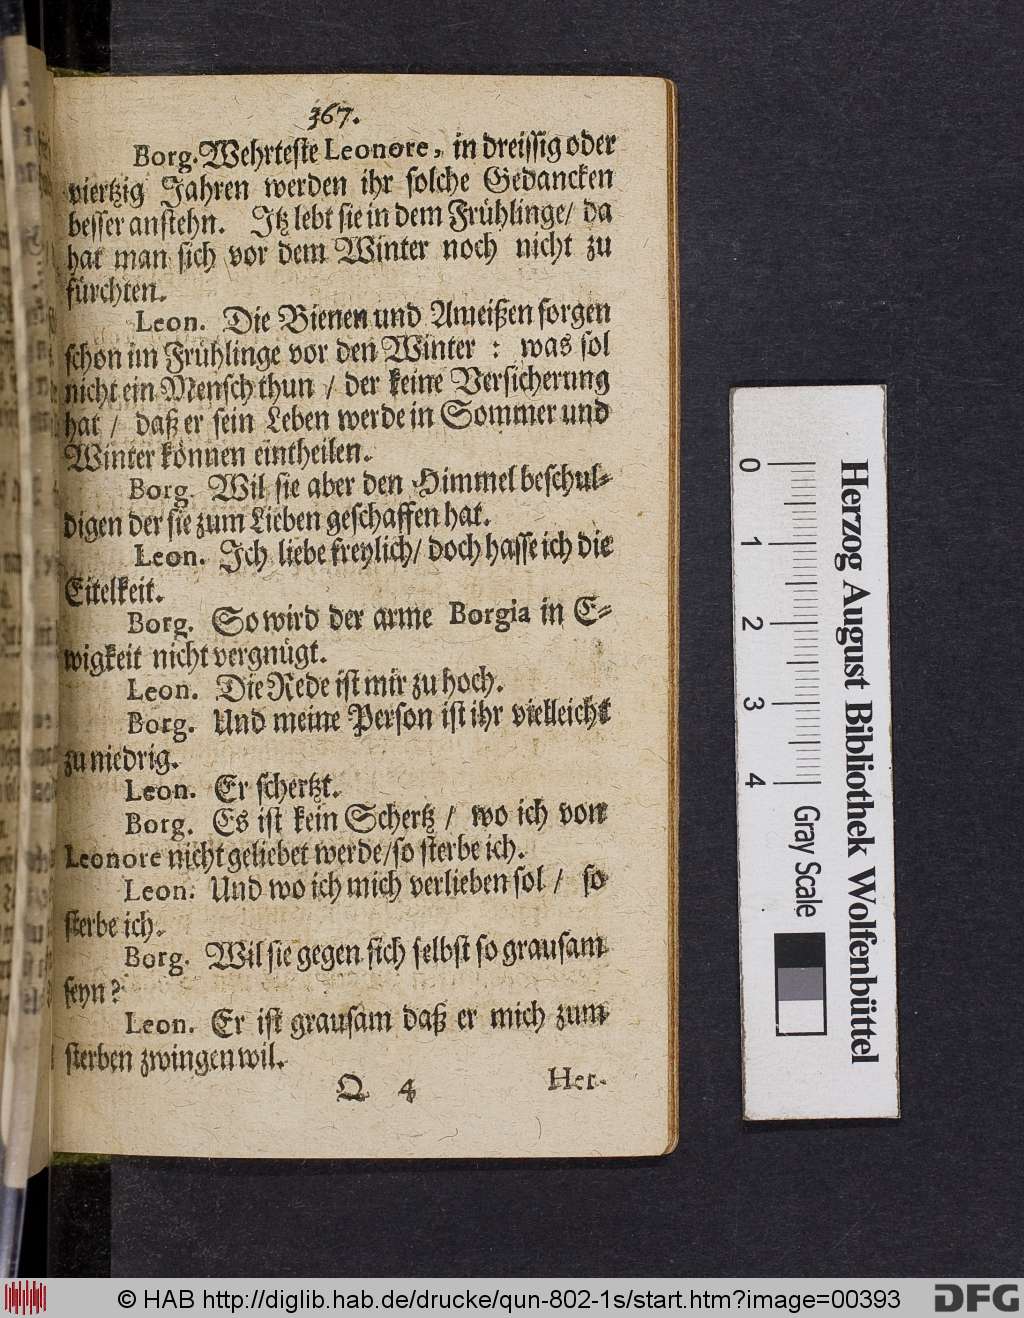 367.
Borg. Wehrteste Leonore, in dreissig oder
viertzig Jahren werden ihr solche Gedancken
besser anstehn. Itz lebt sie in dem Frühlinge/ da
hat man sich vor dem Winter noch nicht zu
fürchten.
Leon. Die Bienen und Ameißen sorgen
schon im Frühlinge vor den Winter : was sol
nicht ein Mensch thun / der keine Versicherung
hat / daß er sein Leben werde in Sommer und
Winter können eintheilen.
Borg. Wil sie aber den Himmel beschul-
digen der sie zum Lieben geschaffen hat.
Leon. Ich liebe freylich/ doch hasse ich die
Eitelkeit.
Borg. So wird der arme Borgia in E-
wigkeit nicht vergnügt.
Leon. Die Rede ist mir zu hoch.
Borg. Und meine Person ist ihr vielleicht
zu niedrig.
Leon. Er schertzt.
Borg. Es ist kein Schertz / wo ich von
Leonore nicht geliebet werde/so sterbe ich.
Leon. Und wo ich mich verlieben sol / so
sterbe ich.
Borg. Wil sie gegen sich selbst so grausam
seyn?
Leon. Er ist grausam daß er mich zum
sterben zwingen wil.
Q 4 Her-
0 1 2 3 4 Gray Scale
Herzog August Bibliothek Wolfenbüttel
© HAB http://diglib.hab.de/drucke/qun-802-1s/start.htm?image=00393
DFG